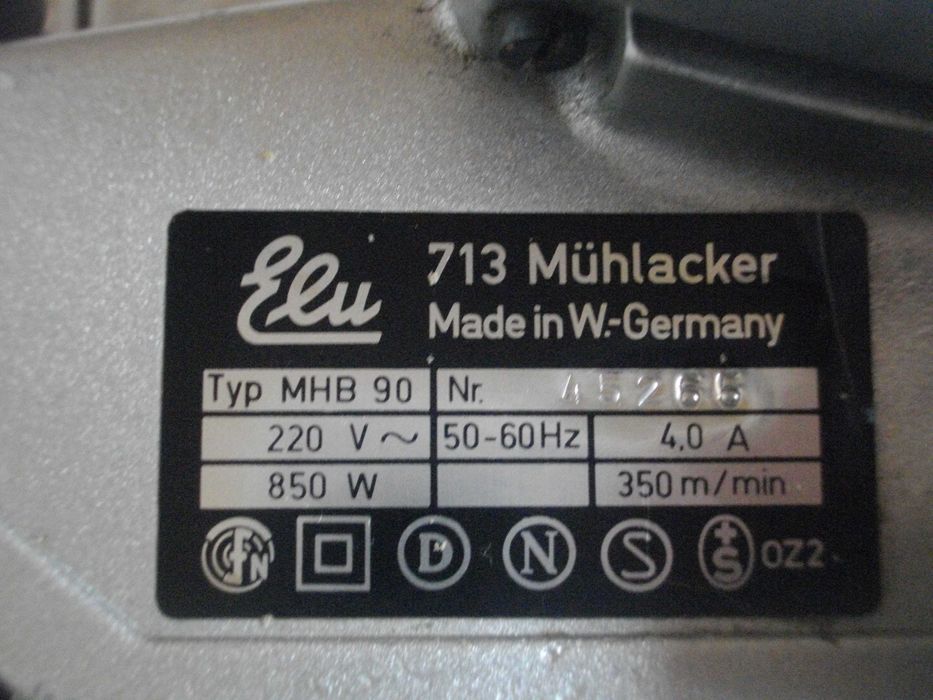 Elu 713 Mühlacker
Made in W.-Germany
Typ MHB 90 Nr. 45266
220 V ~ 50-60Hz 4,0 A
850 W 350 m/min
D N S +S OZ2